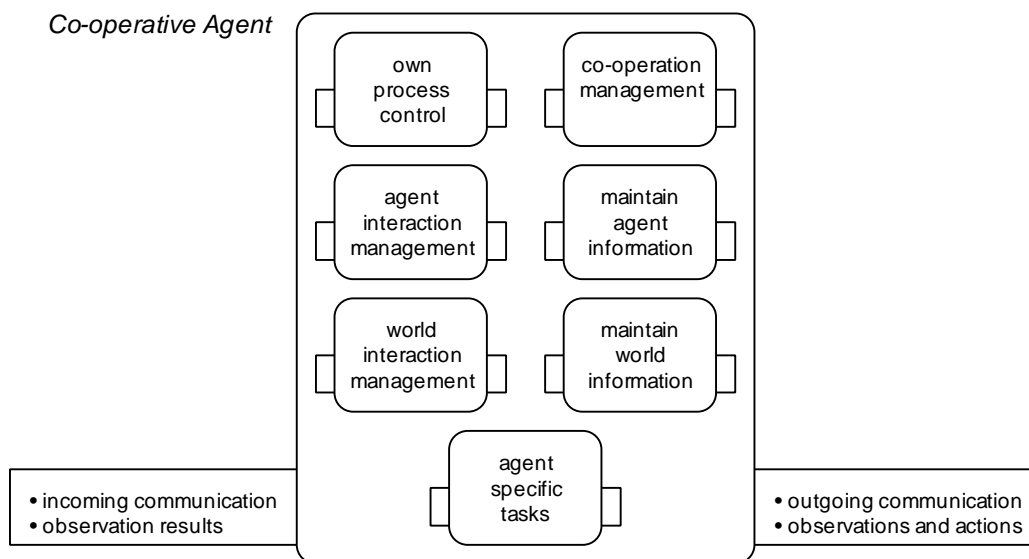 Co-operative Agent
own
process
control
co-operation
management
agent
interaction
management
maintain
agent
information
world
interaction
management
maintain
world
information
agent
specific
tasks
• incoming communication
• observation results
• outgoing communication
• observations and actions